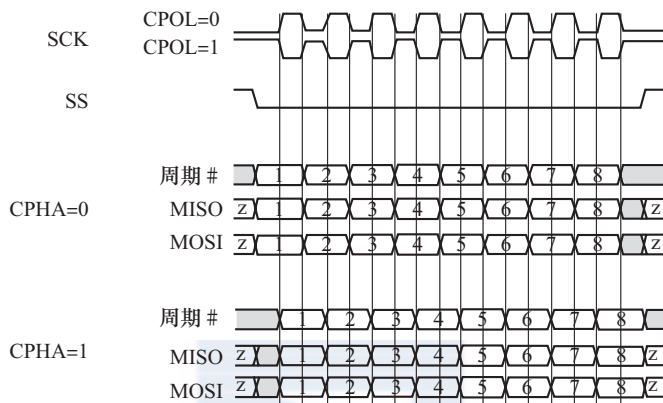 CPOL=0
SCK
CPOL=1
SS
周期 # 1 2 3 4 5 6 7 8
CPHA=0
MISO z 1 2 3 4 5 6 7 8 z
MOSI z 1 2 3 4 5 6 7 8 z
周期 # 1 2 3 4 5 6 7 8
CPHA=1
MISO z 1 2 3 4 5 6 7 8 z
MOSI z 1 2 3 4 5 6 7 8 z